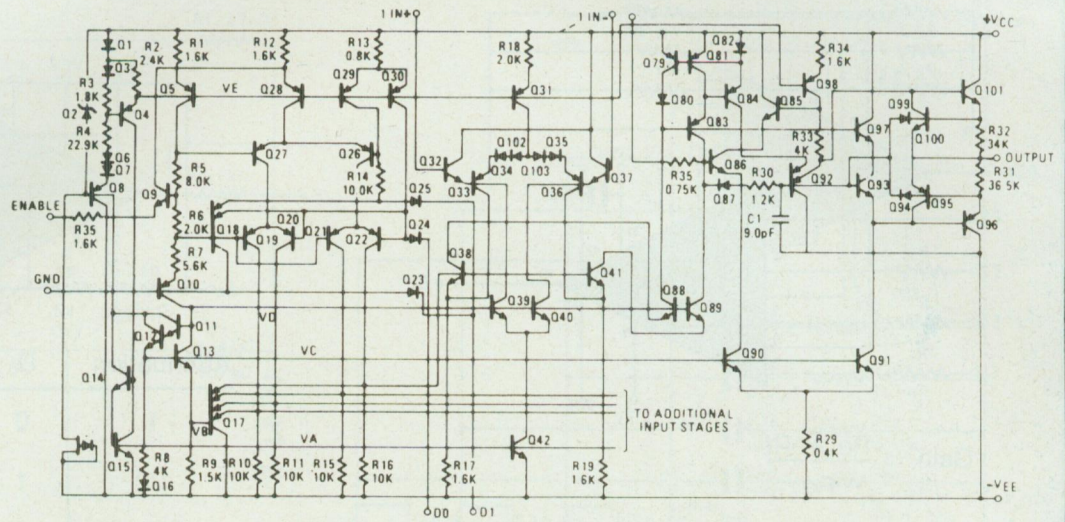 1 IN+
1 IN-
+VCC
Q1
R2
2.4K
R1
1.6K
R12
1.6K
R13
0.8K
R18
2.0K
Q82
Q81
R34
1.6K
Q3
R3
1.8K
Q2
Q4
Q5
VE
Q28
Q29
Q30
Q31
Q79
Q80
Q84
Q85
Q98
Q101
R4
22.9K
Q83
R33
4K
Q97
Q99
Q100
R32
34K
Q6
Q7
Q8
Q9
R5
8.0K
Q27
Q26
R14
10.0K
Q32
Q33
Q34
Q102
Q103
Q35
Q36
Q37
R35
0.75K
Q86
Q87
R30
1.2K
Q92
Q93
Q94
Q95
OUTPUT
R31
36.5K
ENABLE
R35
1.6K
R6
2.0K
Q18
Q19
Q20
Q21
Q22
Q25
Q24
C1
9.0pF
Q96
R7
5.6K
Q38
Q41
GND
Q10
Q23
Q39
Q40
Q88
Q89
VD
Q11
Q12
Q13
VC
Q90
Q91
Q14
Q17
VB
VA
TO ADDITIONAL
INPUT STAGES
Q15
R8
4K
Q16
R9
1.5K
R10
10K
R11
10K
R15
10K
R16
10K
R17
1.6K
Q42
R19
1.6K
R29
0.4K
-VEE
D0
D1